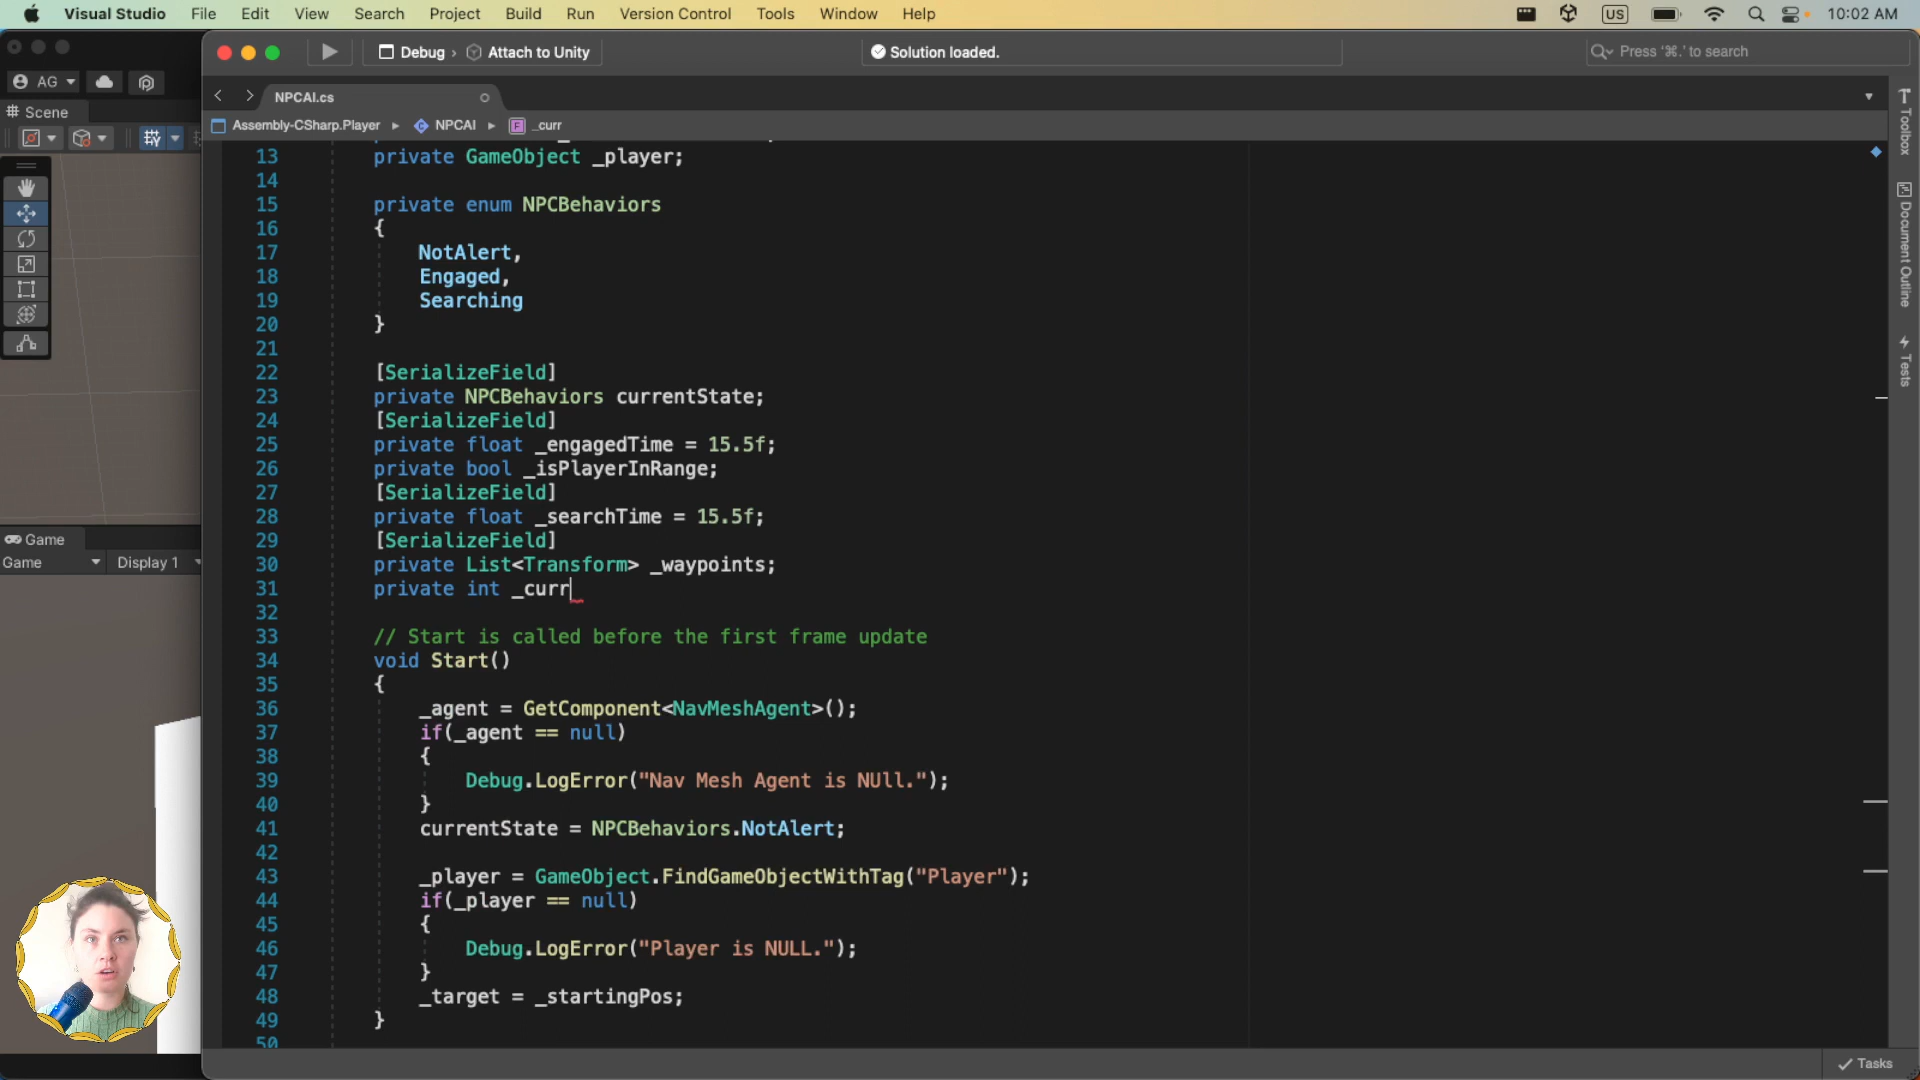 Visual Studio File Edit View Search Project Build Run Version Control Tools Window Help US 10:02 AM
Debug › Attach to Unity Solution loaded. Press '⌘.' to search
AG
NPCAI.cs
# Scene
Assembly-CSharp.Player NPCAI F _curr
13 private GameObject _player;
14
15 private enum NPCBehaviors
16 {
17 NotAlert,
18 Engaged,
19 Searching
20 }
21
22 [SerializeField]
23 private NPCBehaviors currentState;
24 [SerializeField]
25 private float _engagedTime = 15.5f;
26 private bool _isPlayerInRange;
27 [SerializeField]
28 private float _searchTime = 15.5f;
29 [SerializeField]
30 private List<Transform> _waypoints;
31 private int _curr
32
33 // Start is called before the first frame update
34 void Start()
35 {
36 _agent = GetComponent<NavMeshAgent>();
37 if(_agent == null)
38 {
39 Debug.LogError("Nav Mesh Agent is NUll.");
40 }
41 currentState = NPCBehaviors.NotAlert;
42
43 _player = GameObject.FindGameObjectWithTag("Player");
44 if(_player == null)
45 {
46 Debug.LogError("Player is NULL.");
47 }
48 _target = _startingPos;
49 }
50
Game
Game Display 1
Toolbox
Document Outline
Tests
Tasks